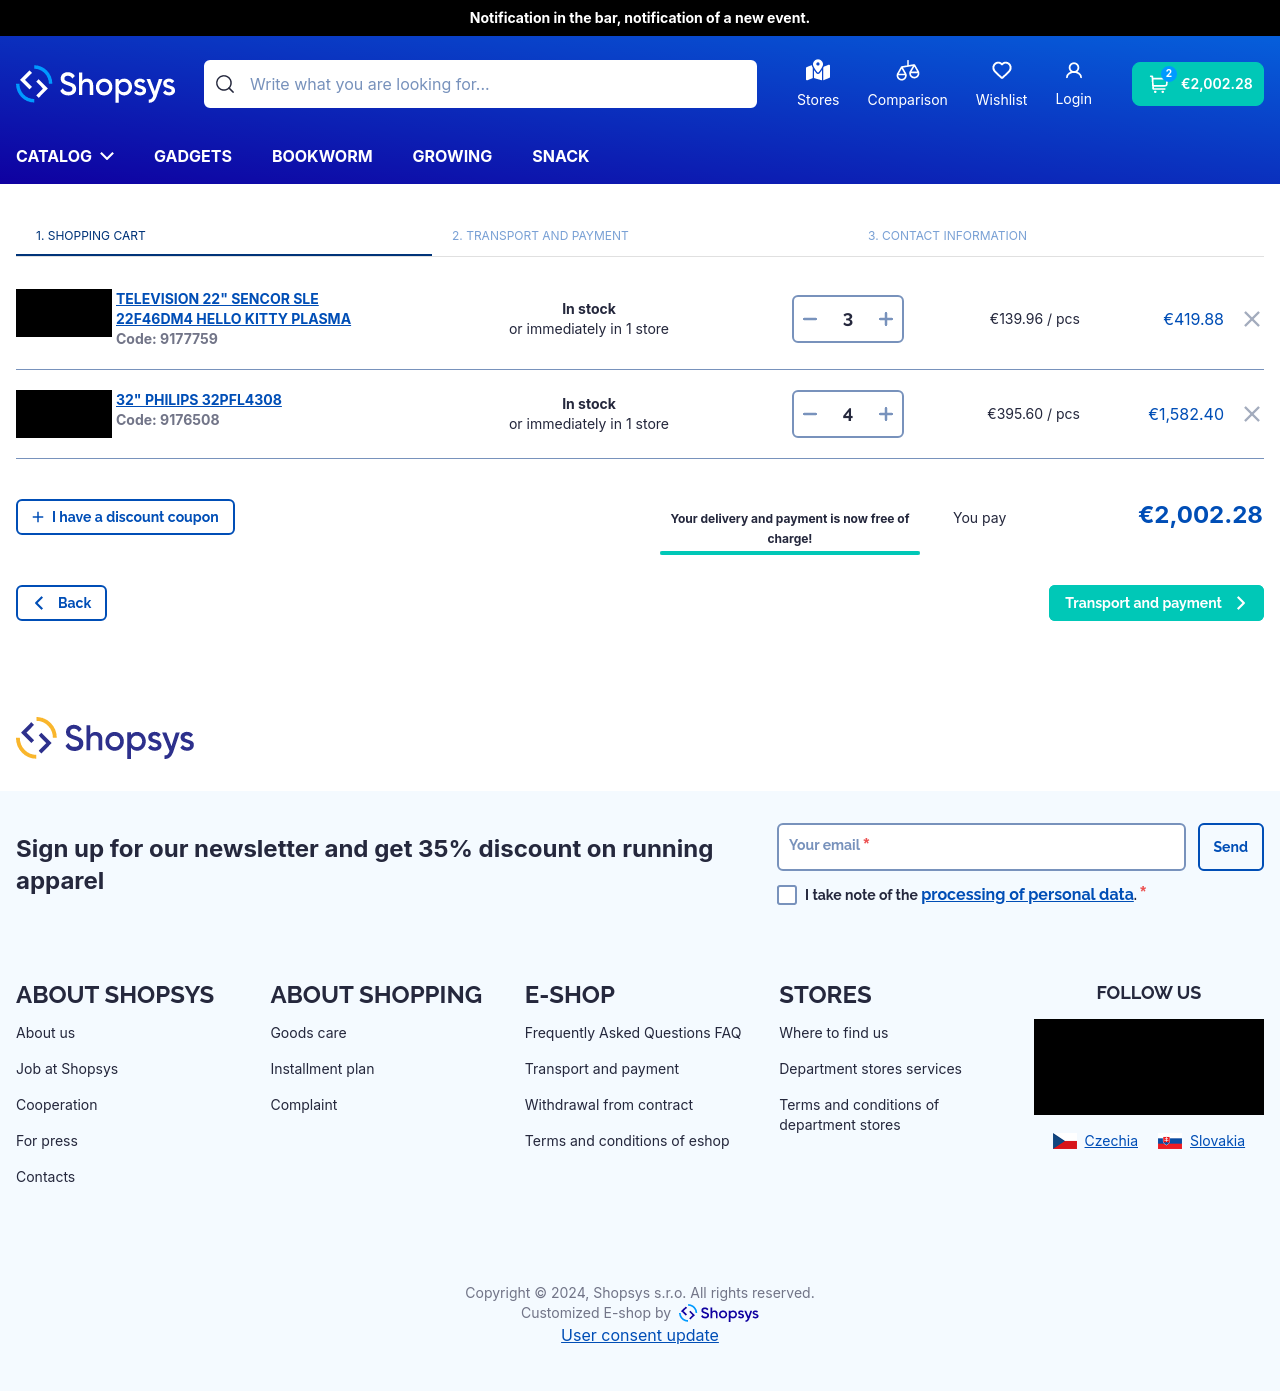 Notification in the bar, notification of a new event.
Shopsys
Write what you are looking for...
Stores
Comparison
Wishlist
Login
2
€2,002.28
CATALOG
GADGETS
BOOKWORM
GROWING
SNACK
1. SHOPPING CART
2. TRANSPORT AND PAYMENT
3. CONTACT INFORMATION
TELEVISION 22" SENCOR SLE
22F46DM4 HELLO KITTY PLASMA
Code: 9177759
In stock
or immediately in 1 store
3
€139.96 / pcs
€419.88
32" PHILIPS 32PFL4308
Code: 9176508
In stock
or immediately in 1 store
4
€395.60 / pcs
€1,582.40
I have a discount coupon
Your delivery and payment is now free of
charge!
You pay
€2,002.28
Back
Transport and payment
Shopsys
Sign up for our newsletter and get 35% discount on running
apparel
Your email *
Send
I take note of the processing of personal data. *
ABOUT SHOPSYS
About us
Job at Shopsys
Cooperation
For press
Contacts
ABOUT SHOPPING
Goods care
Installment plan
Complaint
E-SHOP
Frequently Asked Questions FAQ
Transport and payment
Withdrawal from contract
Terms and conditions of eshop
STORES
Where to find us
Department stores services
Terms and conditions of
department stores
FOLLOW US
Czechia
Slovakia
Copyright © 2024, Shopsys s.r.o. All rights reserved.
Customized E-shop by Shopsys
User consent update